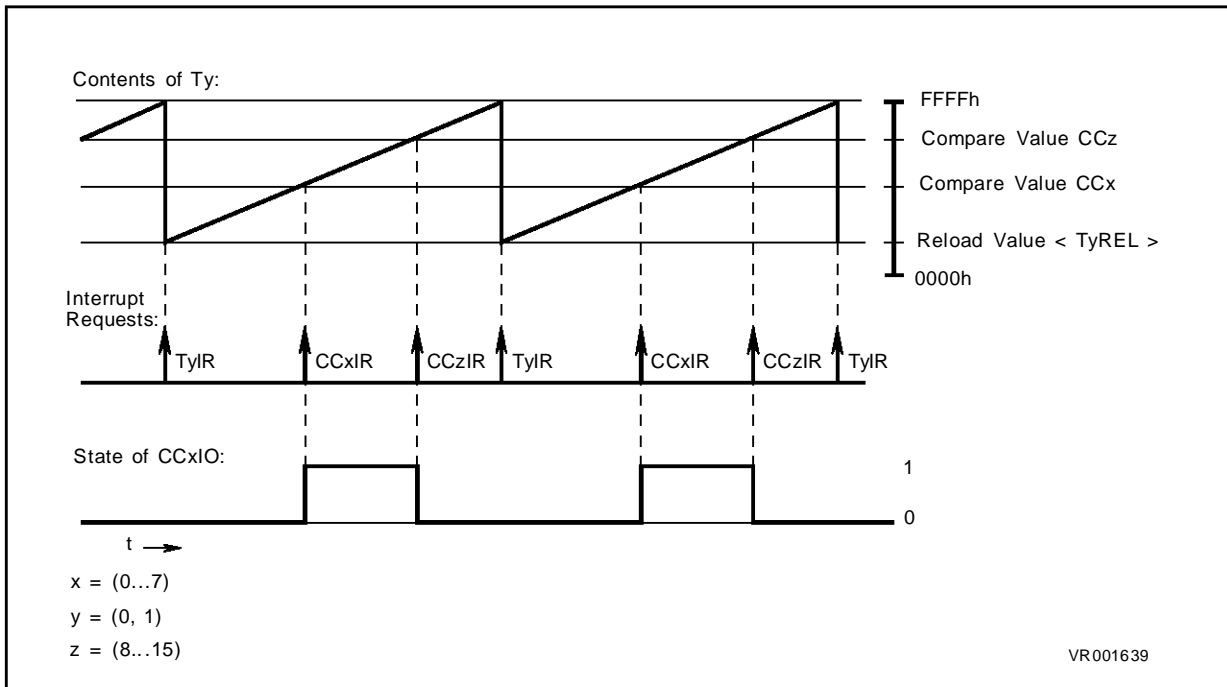 Contents of Ty:
FFFFh
Compare Value CCz
Compare Value CCx
Reload Value < TyREL >
0000h
Interrupt
Requests:
TyIR
CCxIR
CCzIR
TyIR
CCxIR
CCzIR
TyIR
State of CCxIO:
1
0
t
x = (0...7)
y = (0, 1)
z = (8...15)
VR001639